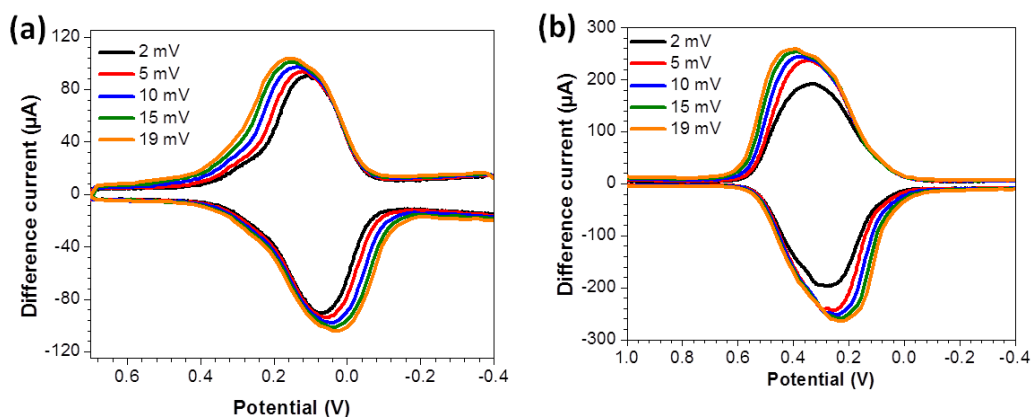 (a)
120
80
40
0
-40
-80
-120
Difference current (µA)
2 mV
5 mV
10 mV
15 mV
19 mV
0.6 0.4 0.2 0.0 -0.2 -0.4
Potential (V)
(b)
300
200
100
0
-100
-200
-300
Difference current (µA)
2 mV
5 mV
10 mV
15 mV
19 mV
1.0 0.8 0.6 0.4 0.2 0.0 -0.2 -0.4
Potential (V)